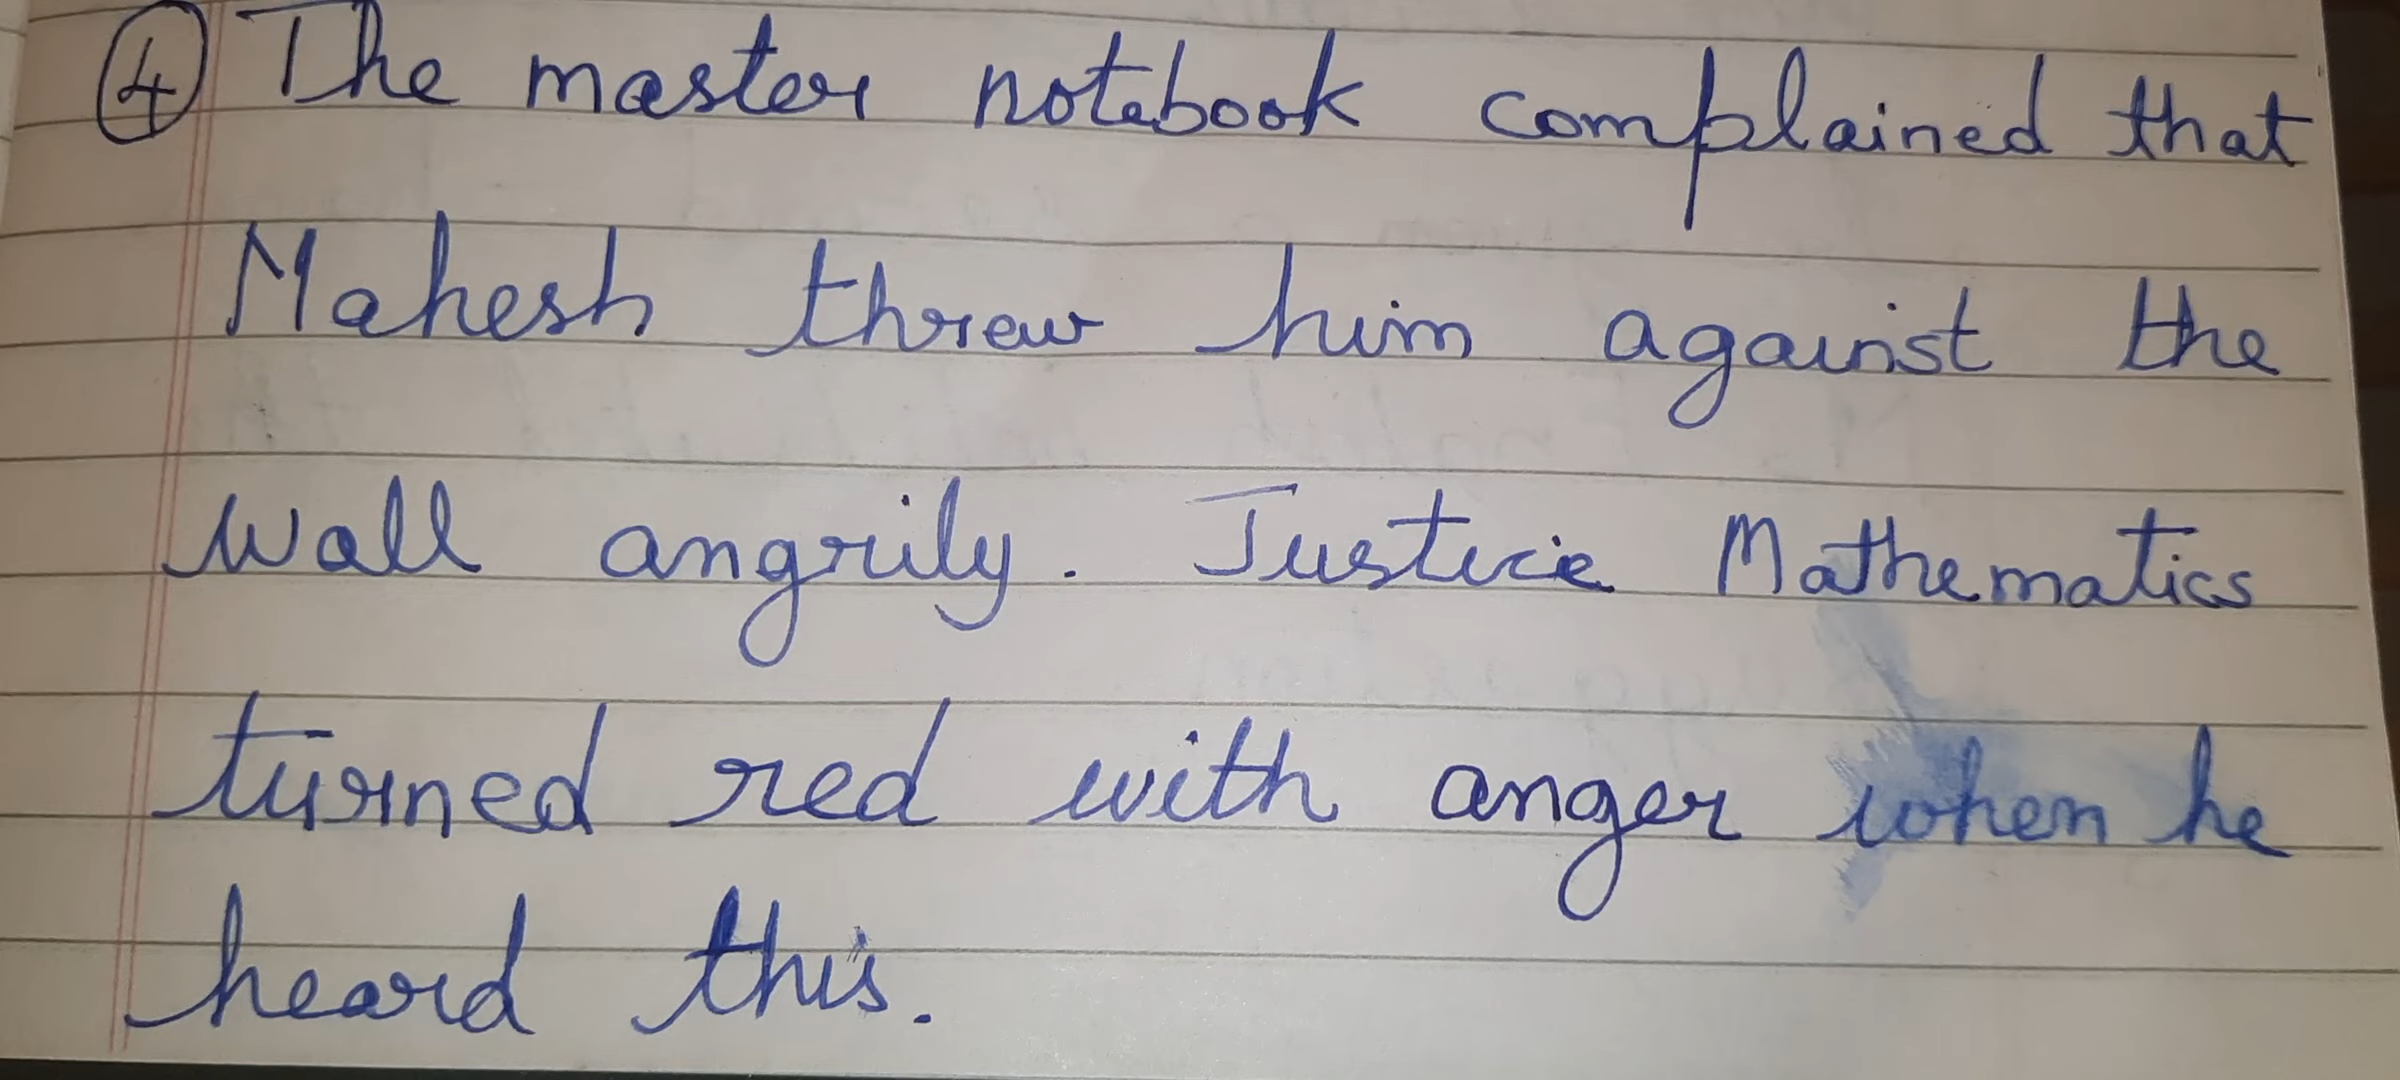 ④ The master notebook complained that
Mahesh threw him against the
wall angrily. Justice Mathematics
turned red with anger when he
heard this.